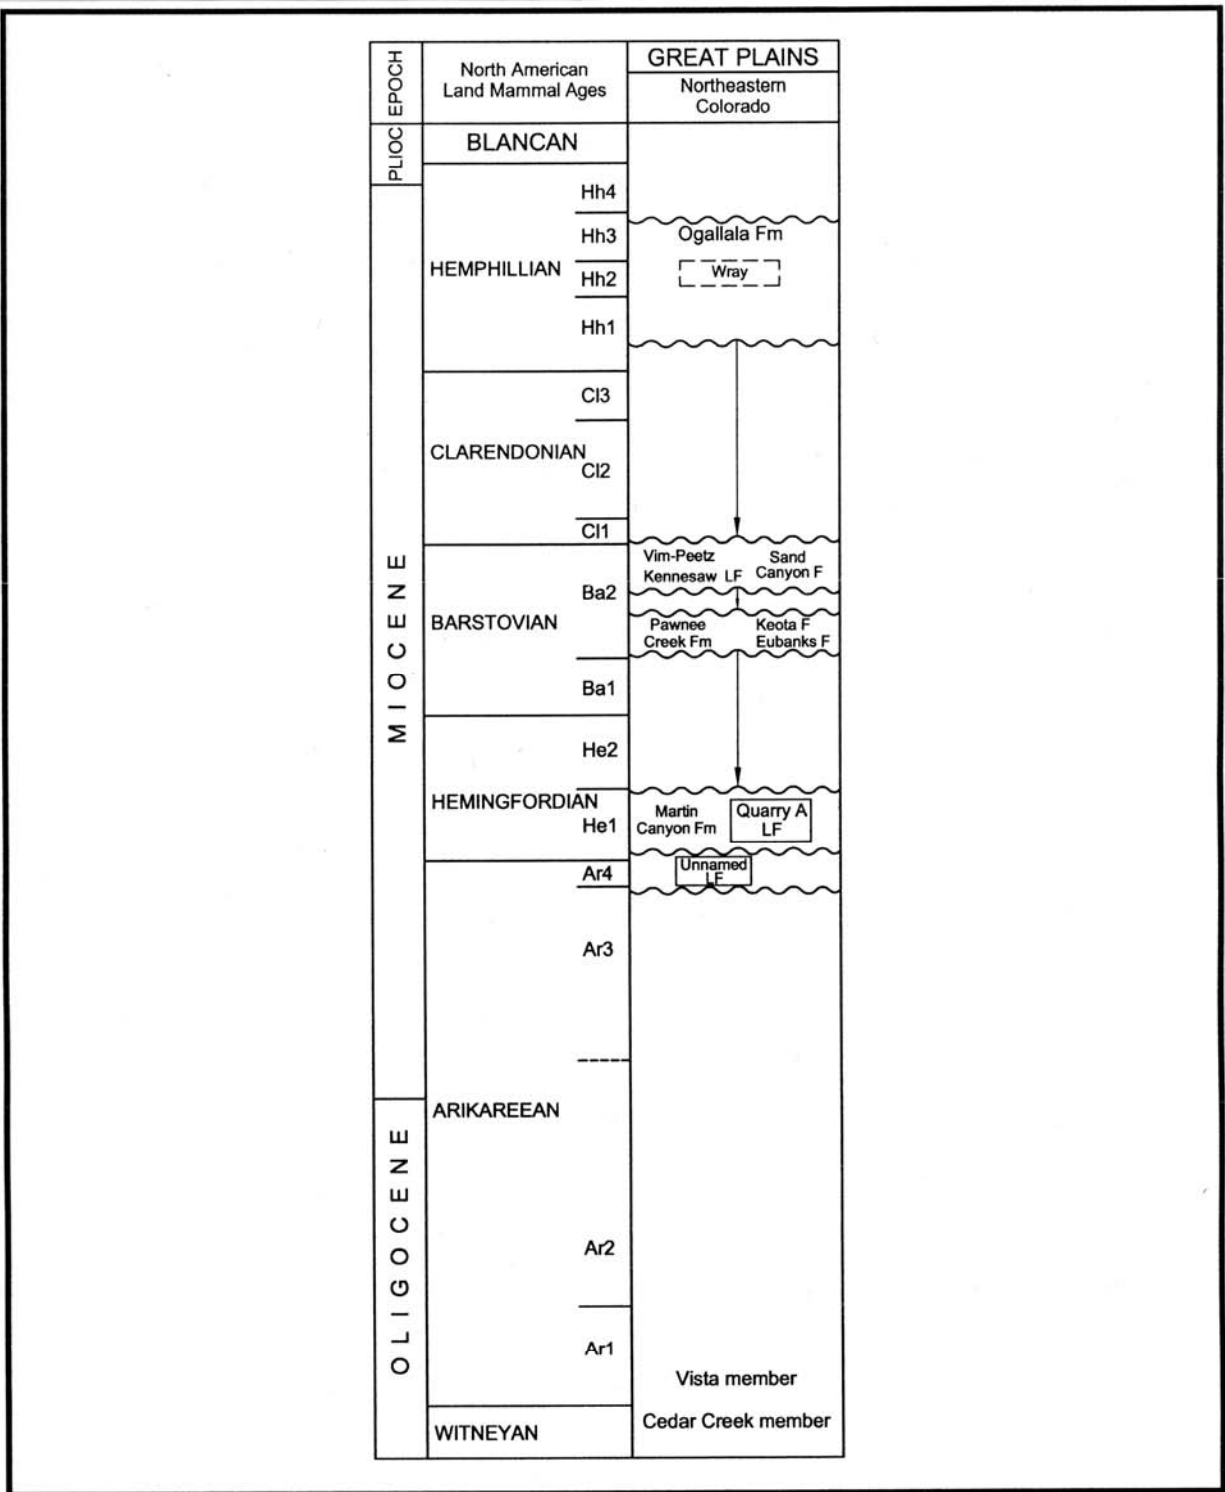 EPOCH
North American
Land Mammal Ages
GREAT PLAINS
Northeastern
Colorado
PLIOC
BLANCAN
MIOCENE
HEMPHILLIAN
Hh4
Hh3
Hh2
Hh1
Ogallala Fm
Wray
CLARENDONIAN
Cl3
Cl2
Cl1
BARSTOVIAN
Ba2
Ba1
Vim-Peetz
Kennesaw LF
Sand
Canyon F
Pawnee
Creek Fm
Keota F
Eubanks F
HEMINGFORDIAN
He2
He1
Martin
Canyon Fm
Quarry A
LF
ARIKAREEAN
Ar4
Unnamed
LF
Ar3
OLIGOCENE
Ar2
Ar1
Vista member
WITNEYAN
Cedar Creek member